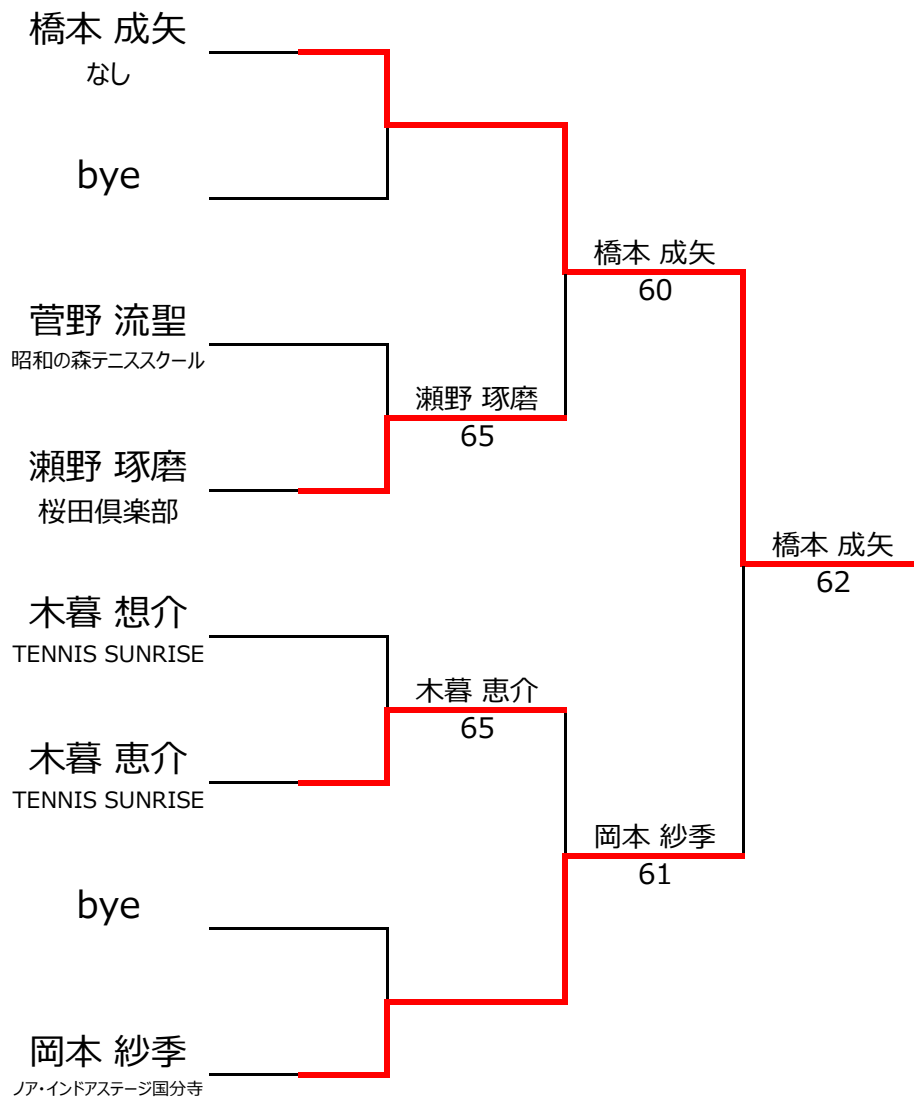 橋本 成矢
なし
bye
菅野 流聖
昭和の森テニススクール
瀬野 琢磨
桜田倶楽部
木暮 想介
TENNIS SUNRISE
木暮 恵介
TENNIS SUNRISE
bye
岡本 紗季
ノア・インドアステージ国分寺
瀬野 琢磨
65
木暮 恵介
65
橋本 成矢
60
岡本 紗季
61
橋本 成矢
62